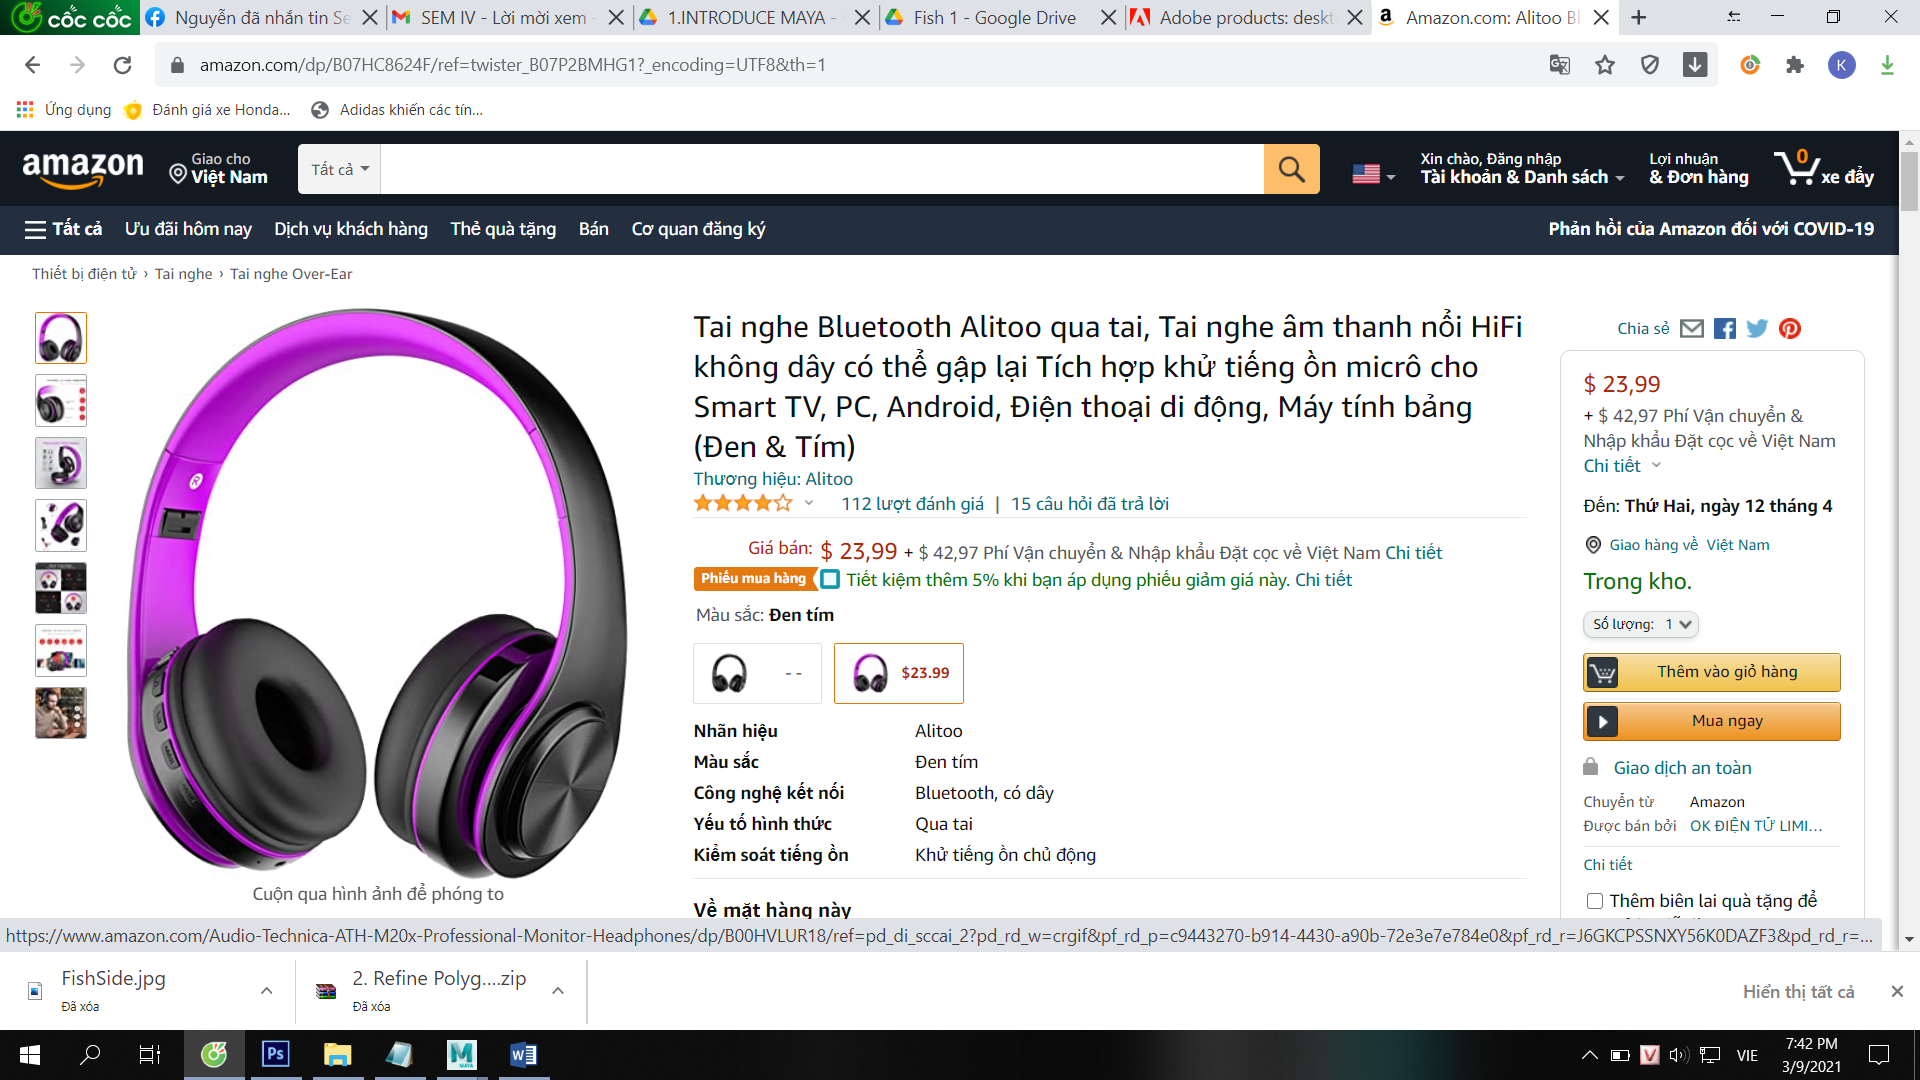 cốc cốc
Nguyễn đã nhắn tin Se
SEM IV - Lời mời xem -
1.INTRODUCE MAYA -
Fish 1 - Google Drive
Adobe products: deskt
Amazon.com: Alitoo Bl
amazon.com/dp/B07HC8624F/ref=twister_B07P2BMHG1?_encoding=UTF8&th=1
K
Ứng dụng
Đánh giá xe Honda...
Adidas khiến các tín...
amazon
Giao cho
Việt Nam
Tất cả
Xin chào, Đăng nhập
Tài khoản & Danh sách
Lợi nhuận
& Đơn hàng
0
xe đẩy
Tất cả
Ưu đãi hôm nay
Dịch vụ khách hàng
Thẻ quà tặng
Bán
Cơ quan đăng ký
Phản hồi của Amazon đối với COVID-19
Thiết bị điện tử › Tai nghe › Tai nghe Over-Ear
R
Cuộn qua hình ảnh để phóng to
Tai nghe Bluetooth Alitoo qua tai, Tai nghe âm thanh nổi HiFi
không dây có thể gập lại Tích hợp khử tiếng ồn micrô cho
Smart TV, PC, Android, Điện thoại di động, Máy tính bảng
(Đen & Tím)
Thương hiệu: Alitoo
112 lượt đánh giá | 15 câu hỏi đã trả lời
Giá bán: $ 23,99 + $ 42,97 Phí Vận chuyển & Nhập khẩu Đặt cọc về Việt Nam Chi tiết
Phiếu mua hàng Tiết kiệm thêm 5% khi bạn áp dụng phiếu giảm giá này. Chi tiết
Màu sắc: Đen tím
- -
$23.99
Nhãn hiệu Alitoo
Màu sắc Đen tím
Công nghệ kết nối Bluetooth, có dây
Yếu tố hình thức Qua tai
Kiểm soát tiếng ồn Khử tiếng ồn chủ động
Về mặt hàng này
Chia sẻ
$ 23,99
+ $ 42,97 Phí Vận chuyển &
Nhập khẩu Đặt cọc về Việt Nam
Chi tiết
Đến: Thứ Hai, ngày 12 tháng 4
Giao hàng về Việt Nam
Trong kho.
Số lượng: 1
Thêm vào giỏ hàng
Mua ngay
Giao dịch an toàn
Chuyển từ Amazon
Được bán bởi OK ĐIỆN TỬ LIMI...
Chi tiết
Thêm biên lai quà tặng để
https://www.amazon.com/Audio-Technica-ATH-M20x-Professional-Monitor-Headphones/dp/B00HVLUR18/ref=pd_di_sccai_2?pd_rd_w=crgif&pf_rd_p=c9443270-b914-4430-a90b-72e3e7e784e0&pf_rd_r=J6GKCPSSNXY56K0DAZF3&pd_rd_r=...
FishSide.jpg
Đã xóa
2. Refine Polyg....zip
Đã xóa
Hiển thị tất cả
Ps
M
MAYA
W
V
VIE
7:42 PM
3/9/2021